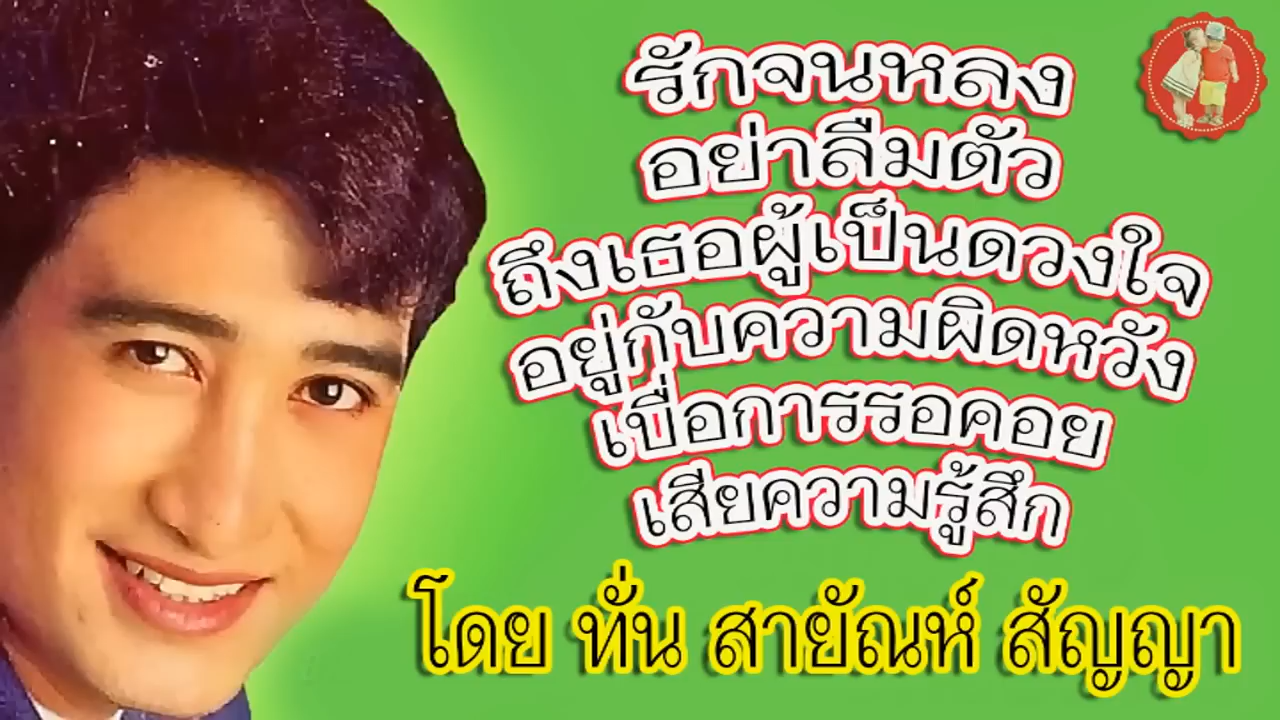 รักจนหลง
อย่าลืมตัว
ถึงเธอผู้เป็นดวงใจ
อยู่กับความผิดหวัง
เบื่อการรอคอย
เสียความรู้สึก
โดย ทั่น สายัณห์ สัญญา